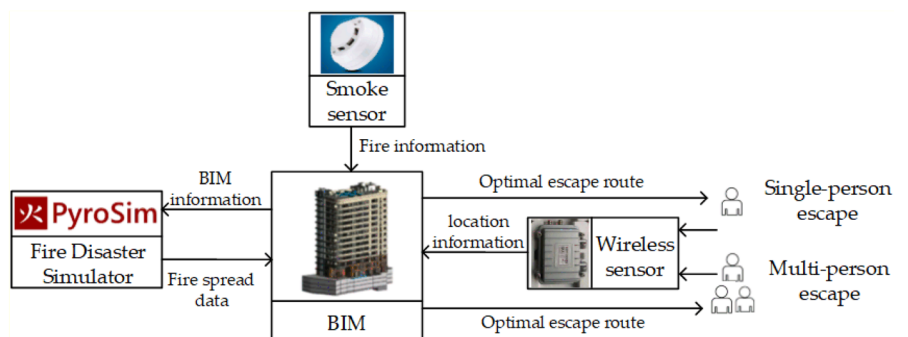 Smoke
sensor
Fire information
BIM
information
Optimal escape route
Single-person
escape
火 PyroSim
location
information
Wireless
sensor
Fire Disaster
Simulator
Fire spread
data
Multi-person
escape
BIM
Optimal escape route